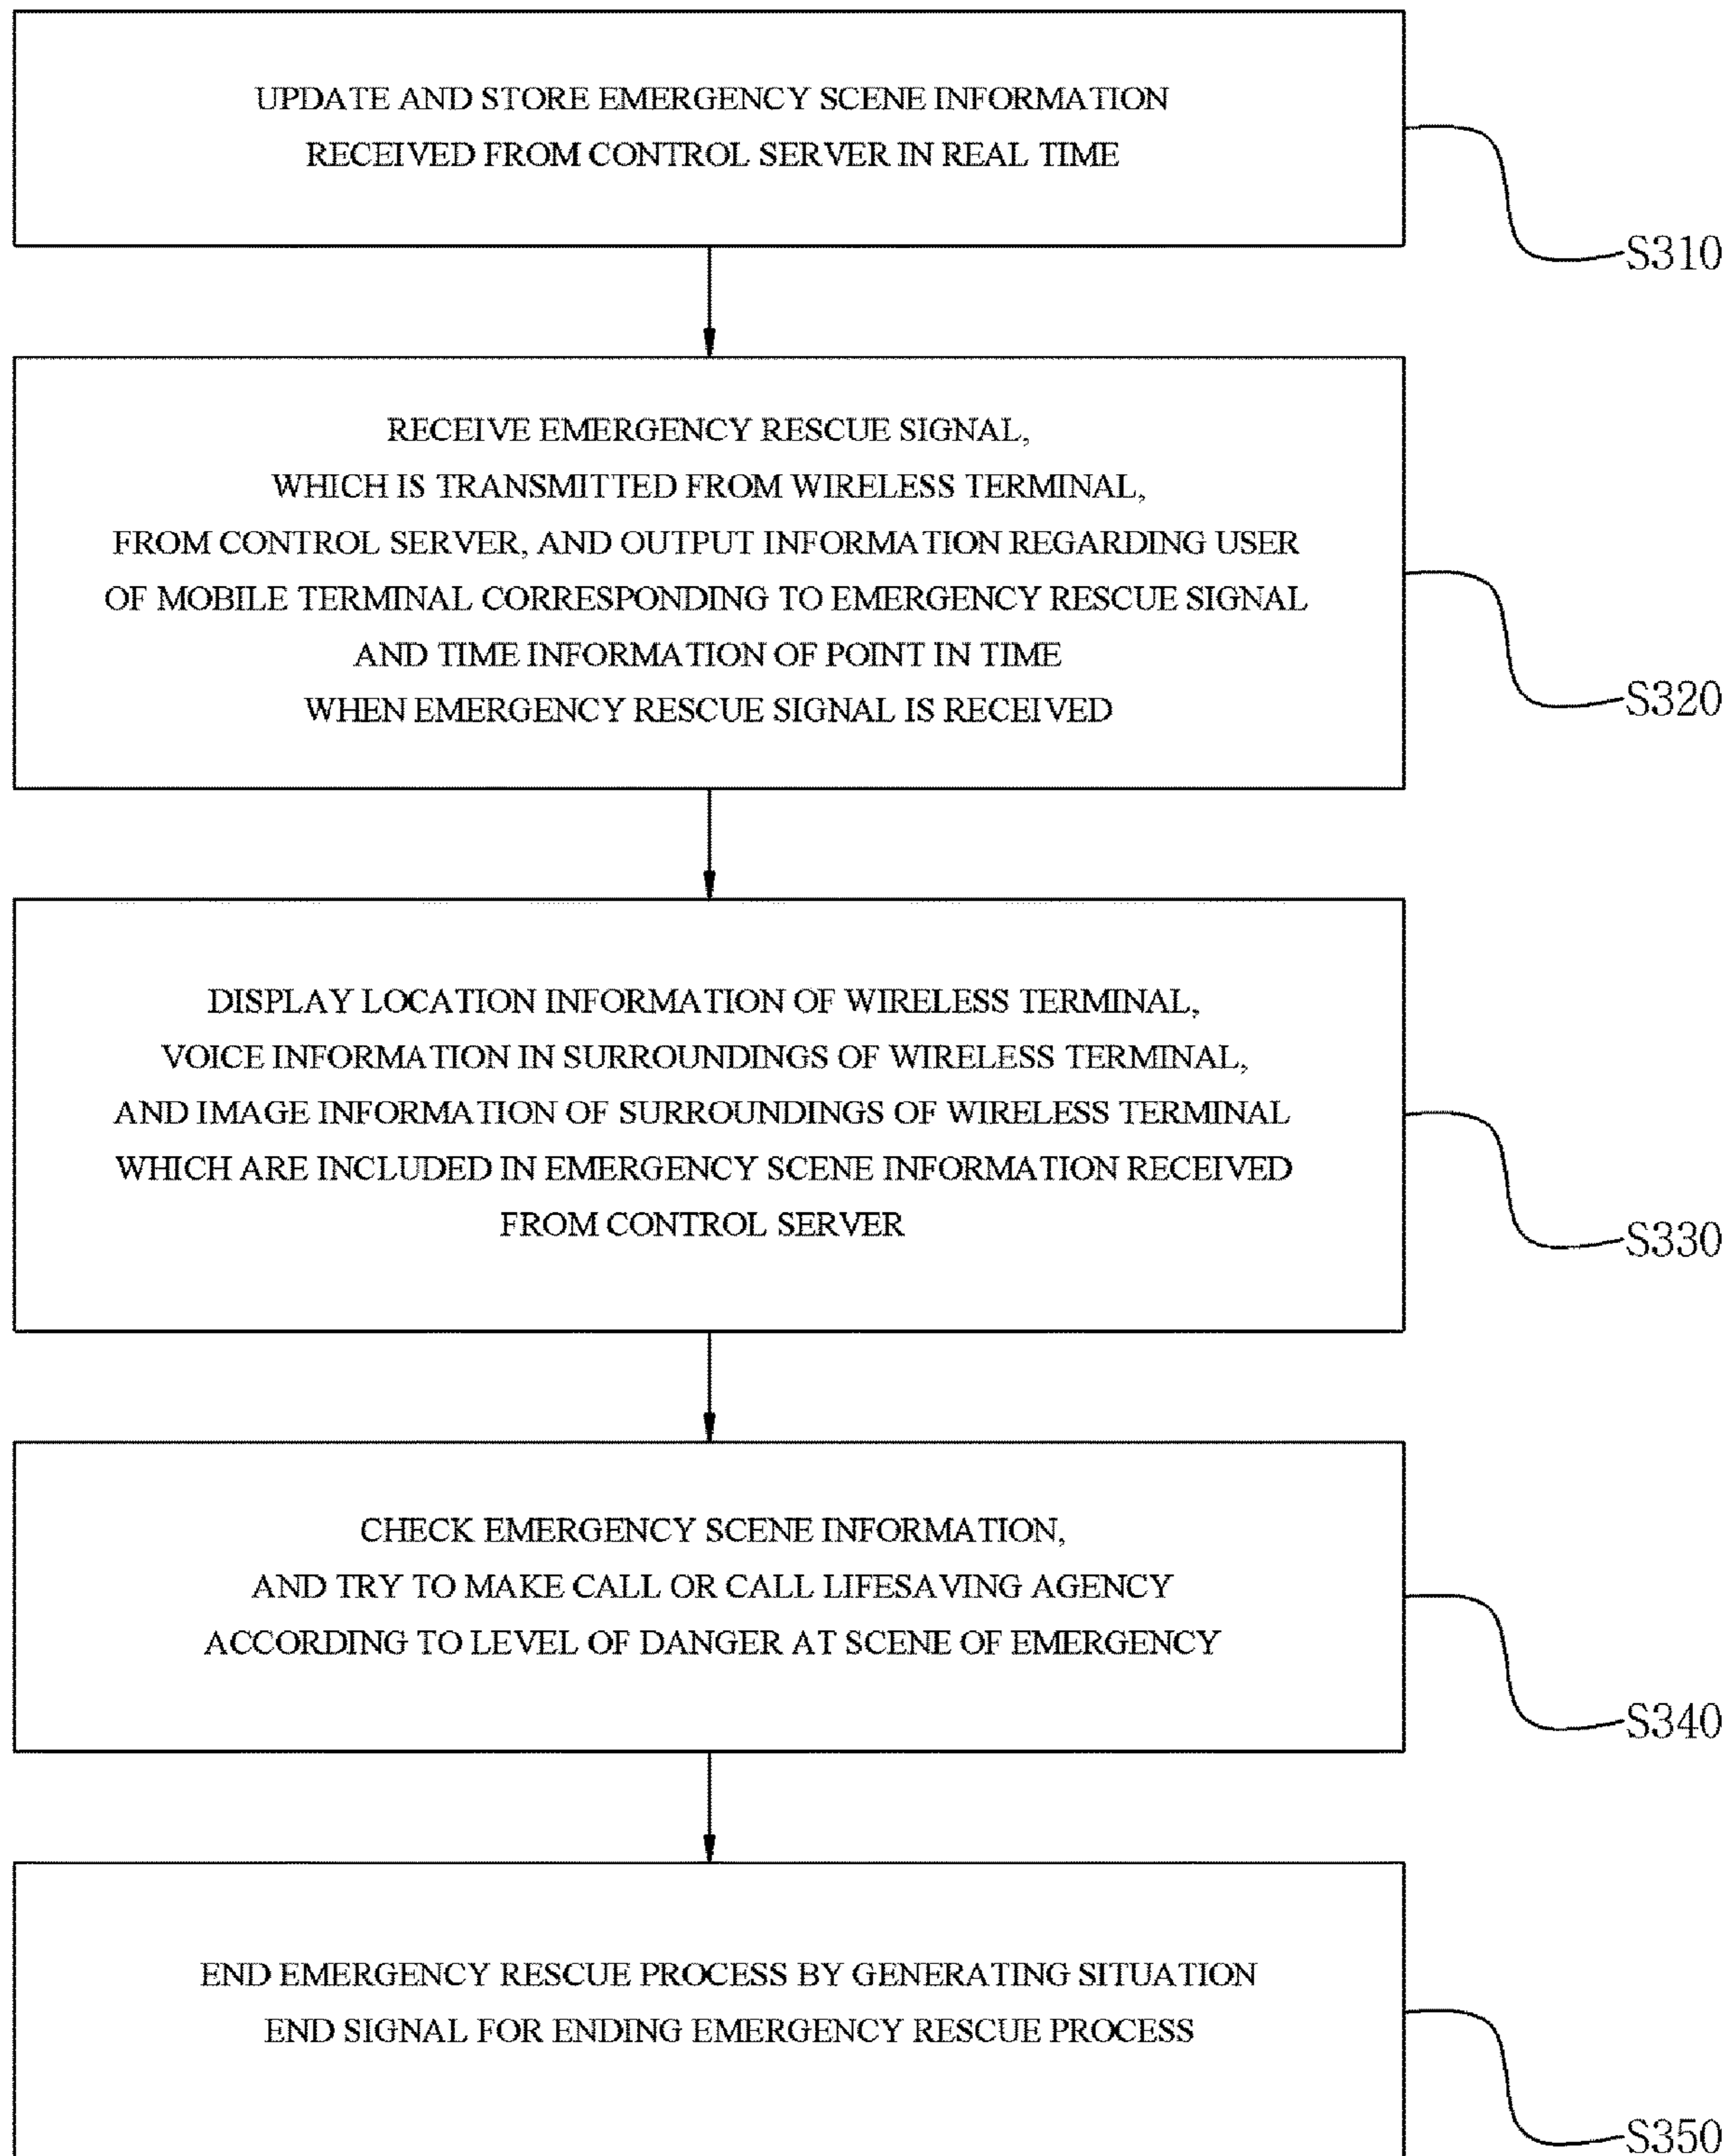 UPDATE AND STORE EMERGENCY SCENE INFORMATION
RECEIVED FROM CONTROL SERVER IN REAL TIME
S310
RECEIVE EMERGENCY RESCUE SIGNAL,
WHICH IS TRANSMITTED FROM WIRELESS TERMINAL,
FROM CONTROL SERVER, AND OUTPUT INFORMATION REGARDING USER
OF MOBILE TERMINAL CORRESPONDING TO EMERGENCY RESCUE SIGNAL
AND TIME INFORMATION OF POINT IN TIME
WHEN EMERGENCY RESCUE SIGNAL IS RECEIVED
S320
DISPLAY LOCATION INFORMATION OF WIRELESS TERMINAL,
VOICE INFORMATION IN SURROUNDINGS OF WIRELESS TERMINAL,
AND IMAGE INFORMATION OF SURROUNDINGS OF WIRELESS TERMINAL
WHICH ARE INCLUDED IN EMERGENCY SCENE INFORMATION RECEIVED
FROM CONTROL SERVER
S330
CHECK EMERGENCY SCENE INFORMATION,
AND TRY TO MAKE CALL OR CALL LIFESAVING AGENCY
ACCORDING TO LEVEL OF DANGER AT SCENE OF EMERGENCY
S340
END EMERGENCY RESCUE PROCESS BY GENERATING SITUATION
END SIGNAL FOR ENDING EMERGENCY RESCUE PROCESS
S350